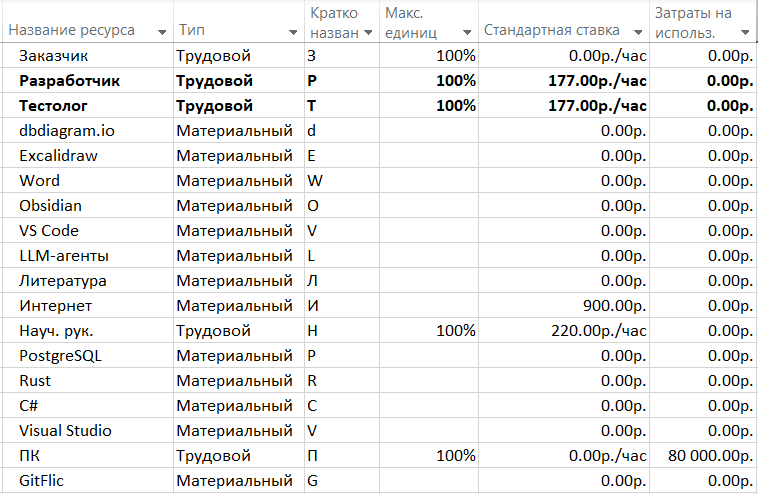 Название ресурса Тип Кратко назван Макс. единиц Стандартная ставка Затраты на использ.
Заказчик Трудовой З 100% 0.00р./час 0.00р.
Разработчик Трудовой Р 100% 177.00р./час 0.00р.
Тестолог Трудовой Т 100% 177.00р./час 0.00р.
dbdiagram.io Материальный d 0.00р. 0.00р.
Excalidraw Материальный E 0.00р. 0.00р.
Word Материальный W 0.00р. 0.00р.
Obsidian Материальный O 0.00р. 0.00р.
VS Code Материальный V 0.00р. 0.00р.
LLM-агенты Материальный L 0.00р. 0.00р.
Литература Материальный Л 0.00р. 0.00р.
Интернет Материальный И 900.00р. 0.00р.
Науч. рук. Трудовой Н 100% 220.00р./час 0.00р.
PostgreSQL Материальный P 0.00р. 0.00р.
Rust Материальный R 0.00р. 0.00р.
C# Материальный C 0.00р. 0.00р.
Visual Studio Материальный V 0.00р. 0.00р.
ПК Трудовой П 100% 0.00р./час 80 000.00р.
GitFlic Материальный G 0.00р. 0.00р.